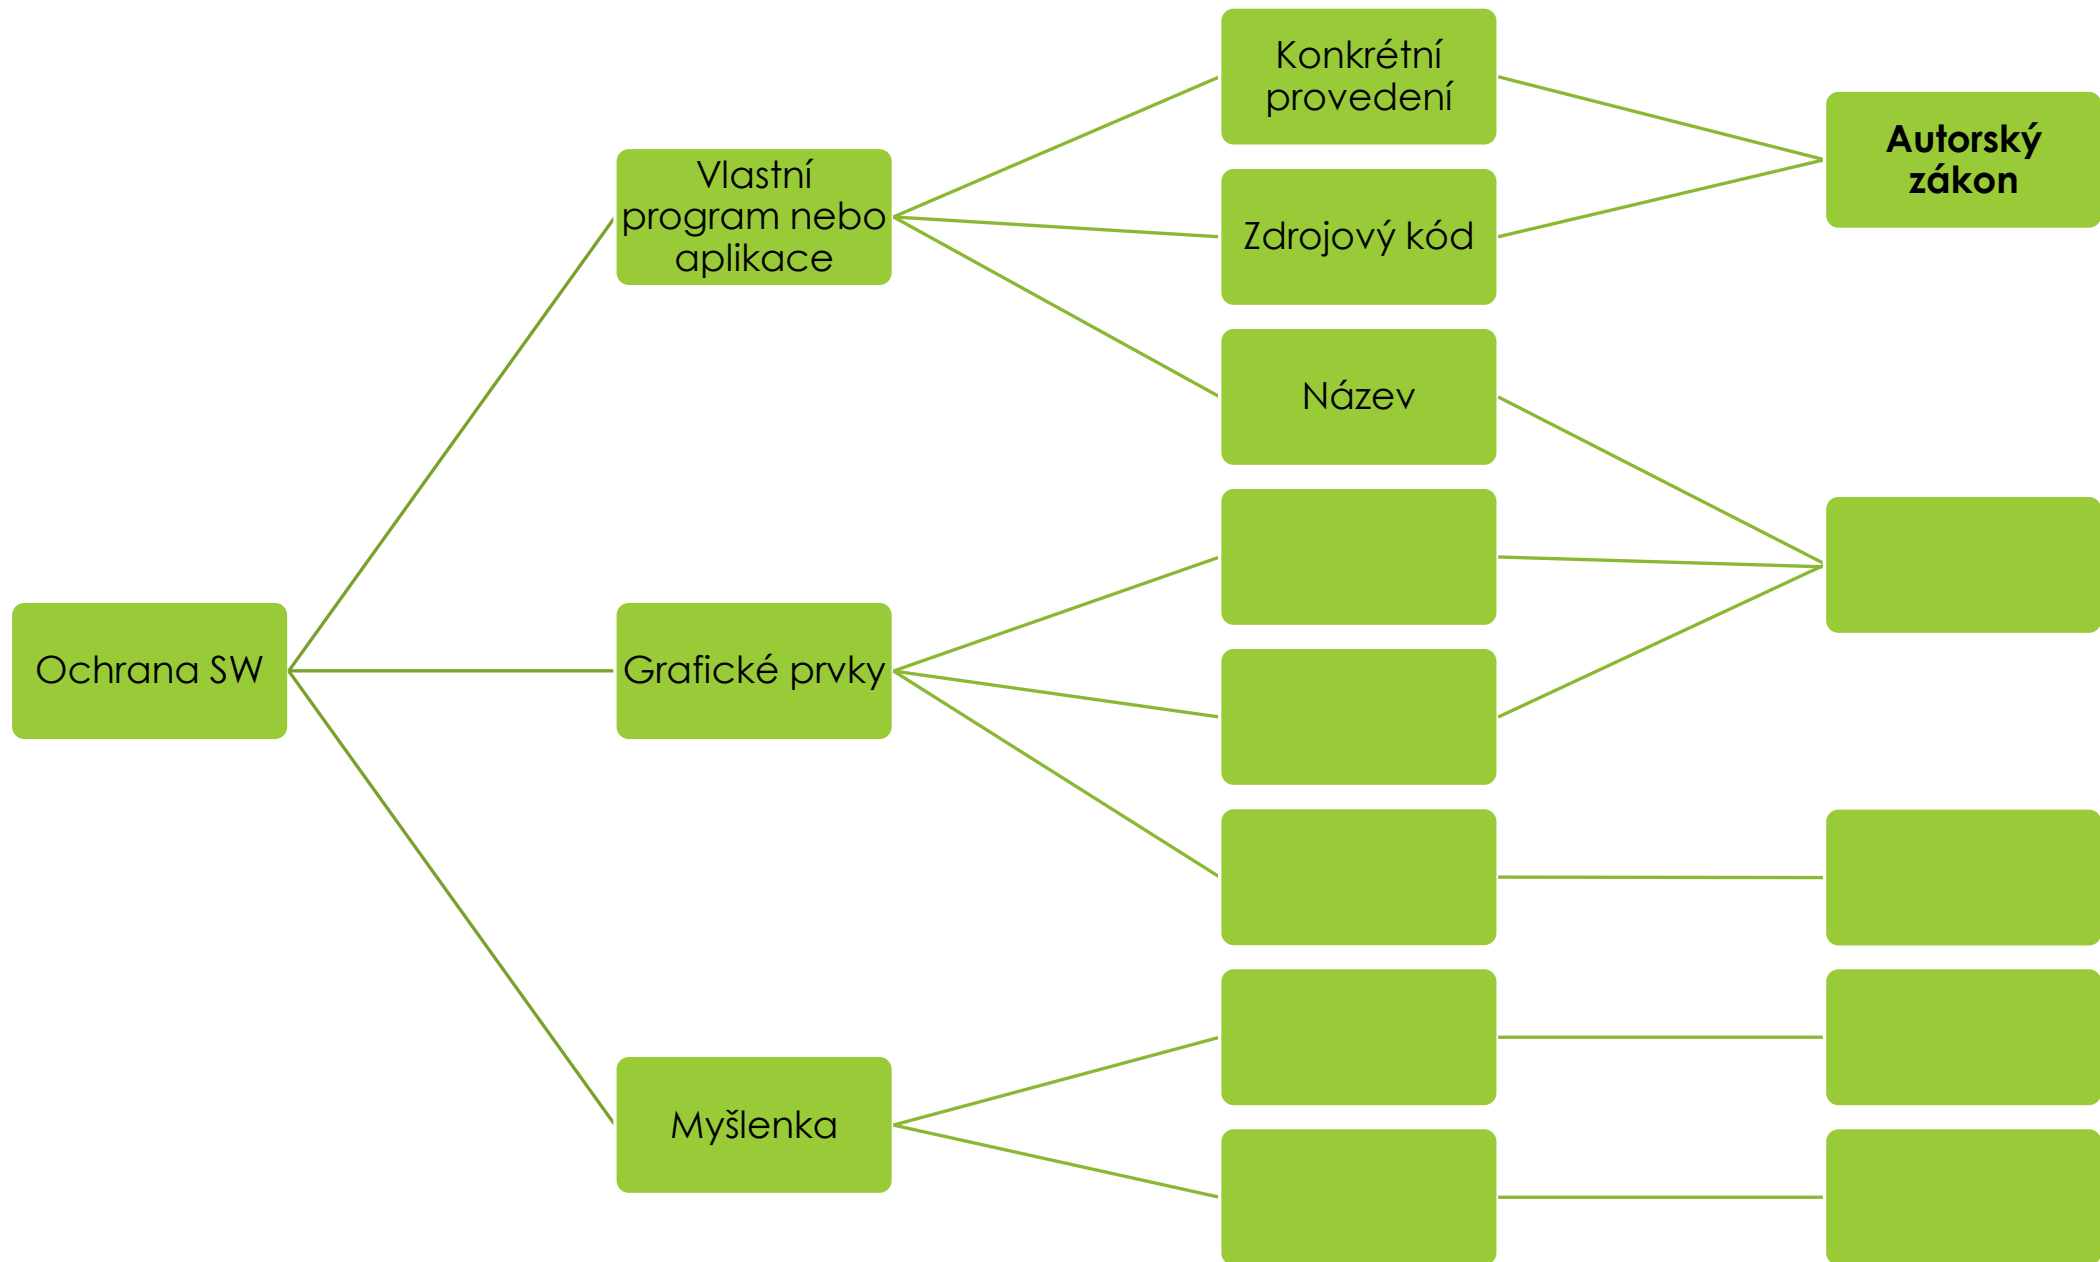 Konkrétní
provedení
Autorský
zákon
Vlastní
program nebo
aplikace
Zdrojový kód
Název
Ochrana SW
Grafické prvky
Myšlenka